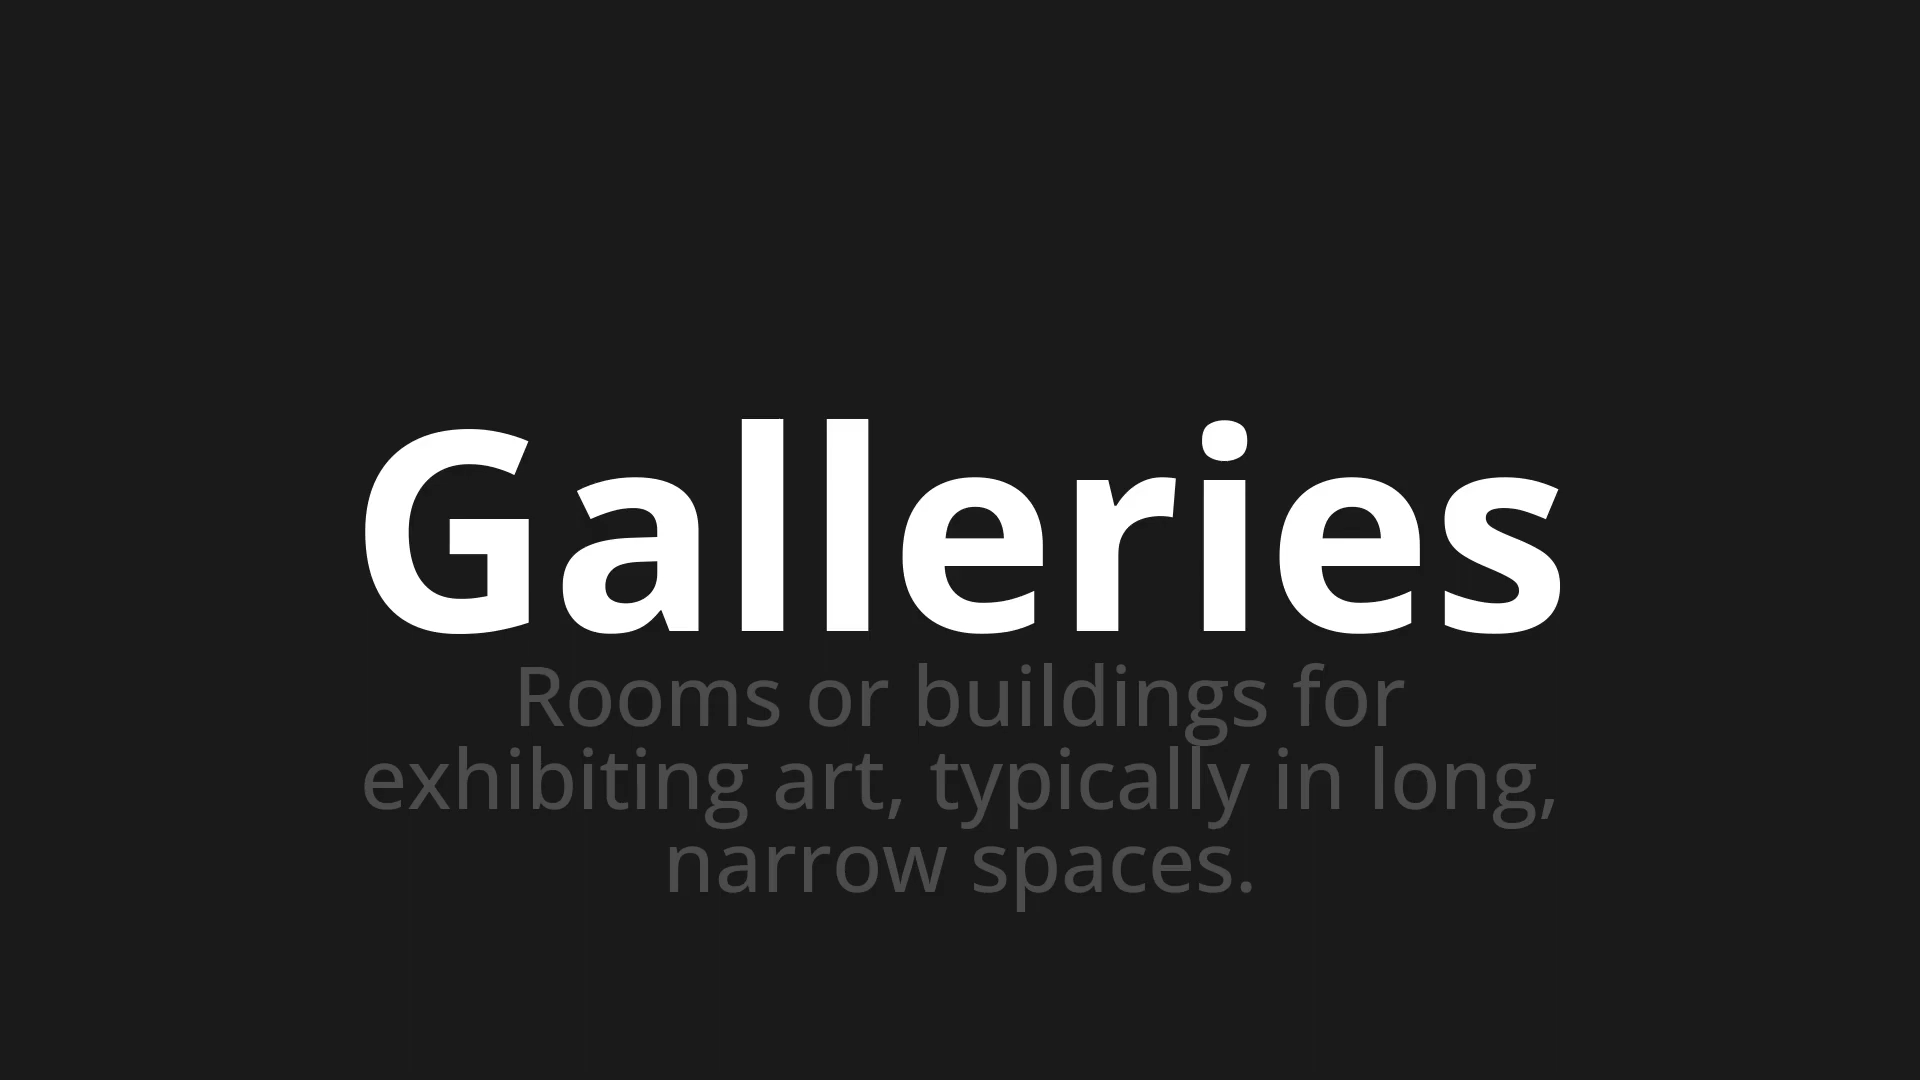 Galleries
Rooms or buildings for
exhibiting art, typically in long,
narrow spaces.